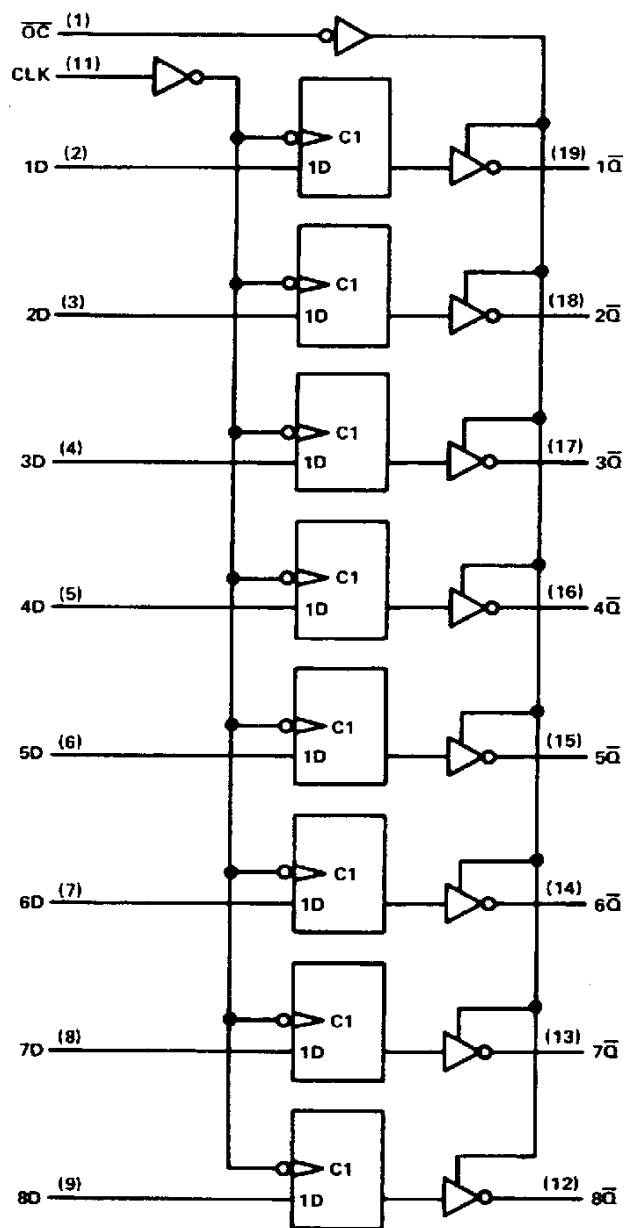 O̅C̅ (1)
CLK (11)
C1
1D (2) 1D (19) 1Q̅
C1
2D (3) 1D (18) 2Q̅
C1
3D (4) 1D (17) 3Q̅
C1
4D (5) 1D (16) 4Q̅
C1
5D (6) 1D (15) 5Q̅
C1
6D (7) 1D (14) 6Q̅
C1
7D (8) 1D (13) 7Q̅
C1
8D (9) 1D (12) 8Q̅